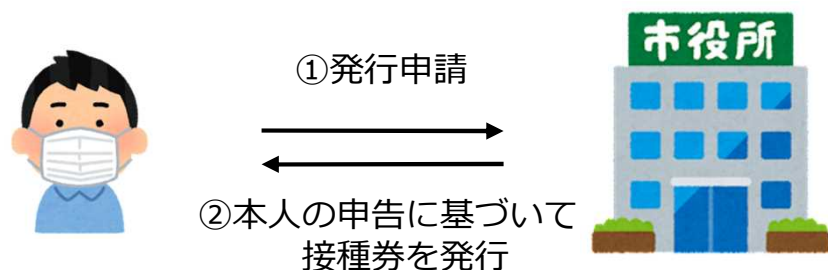 市役所
①発行申請
②本人の申告に基づいて
接種券を発行